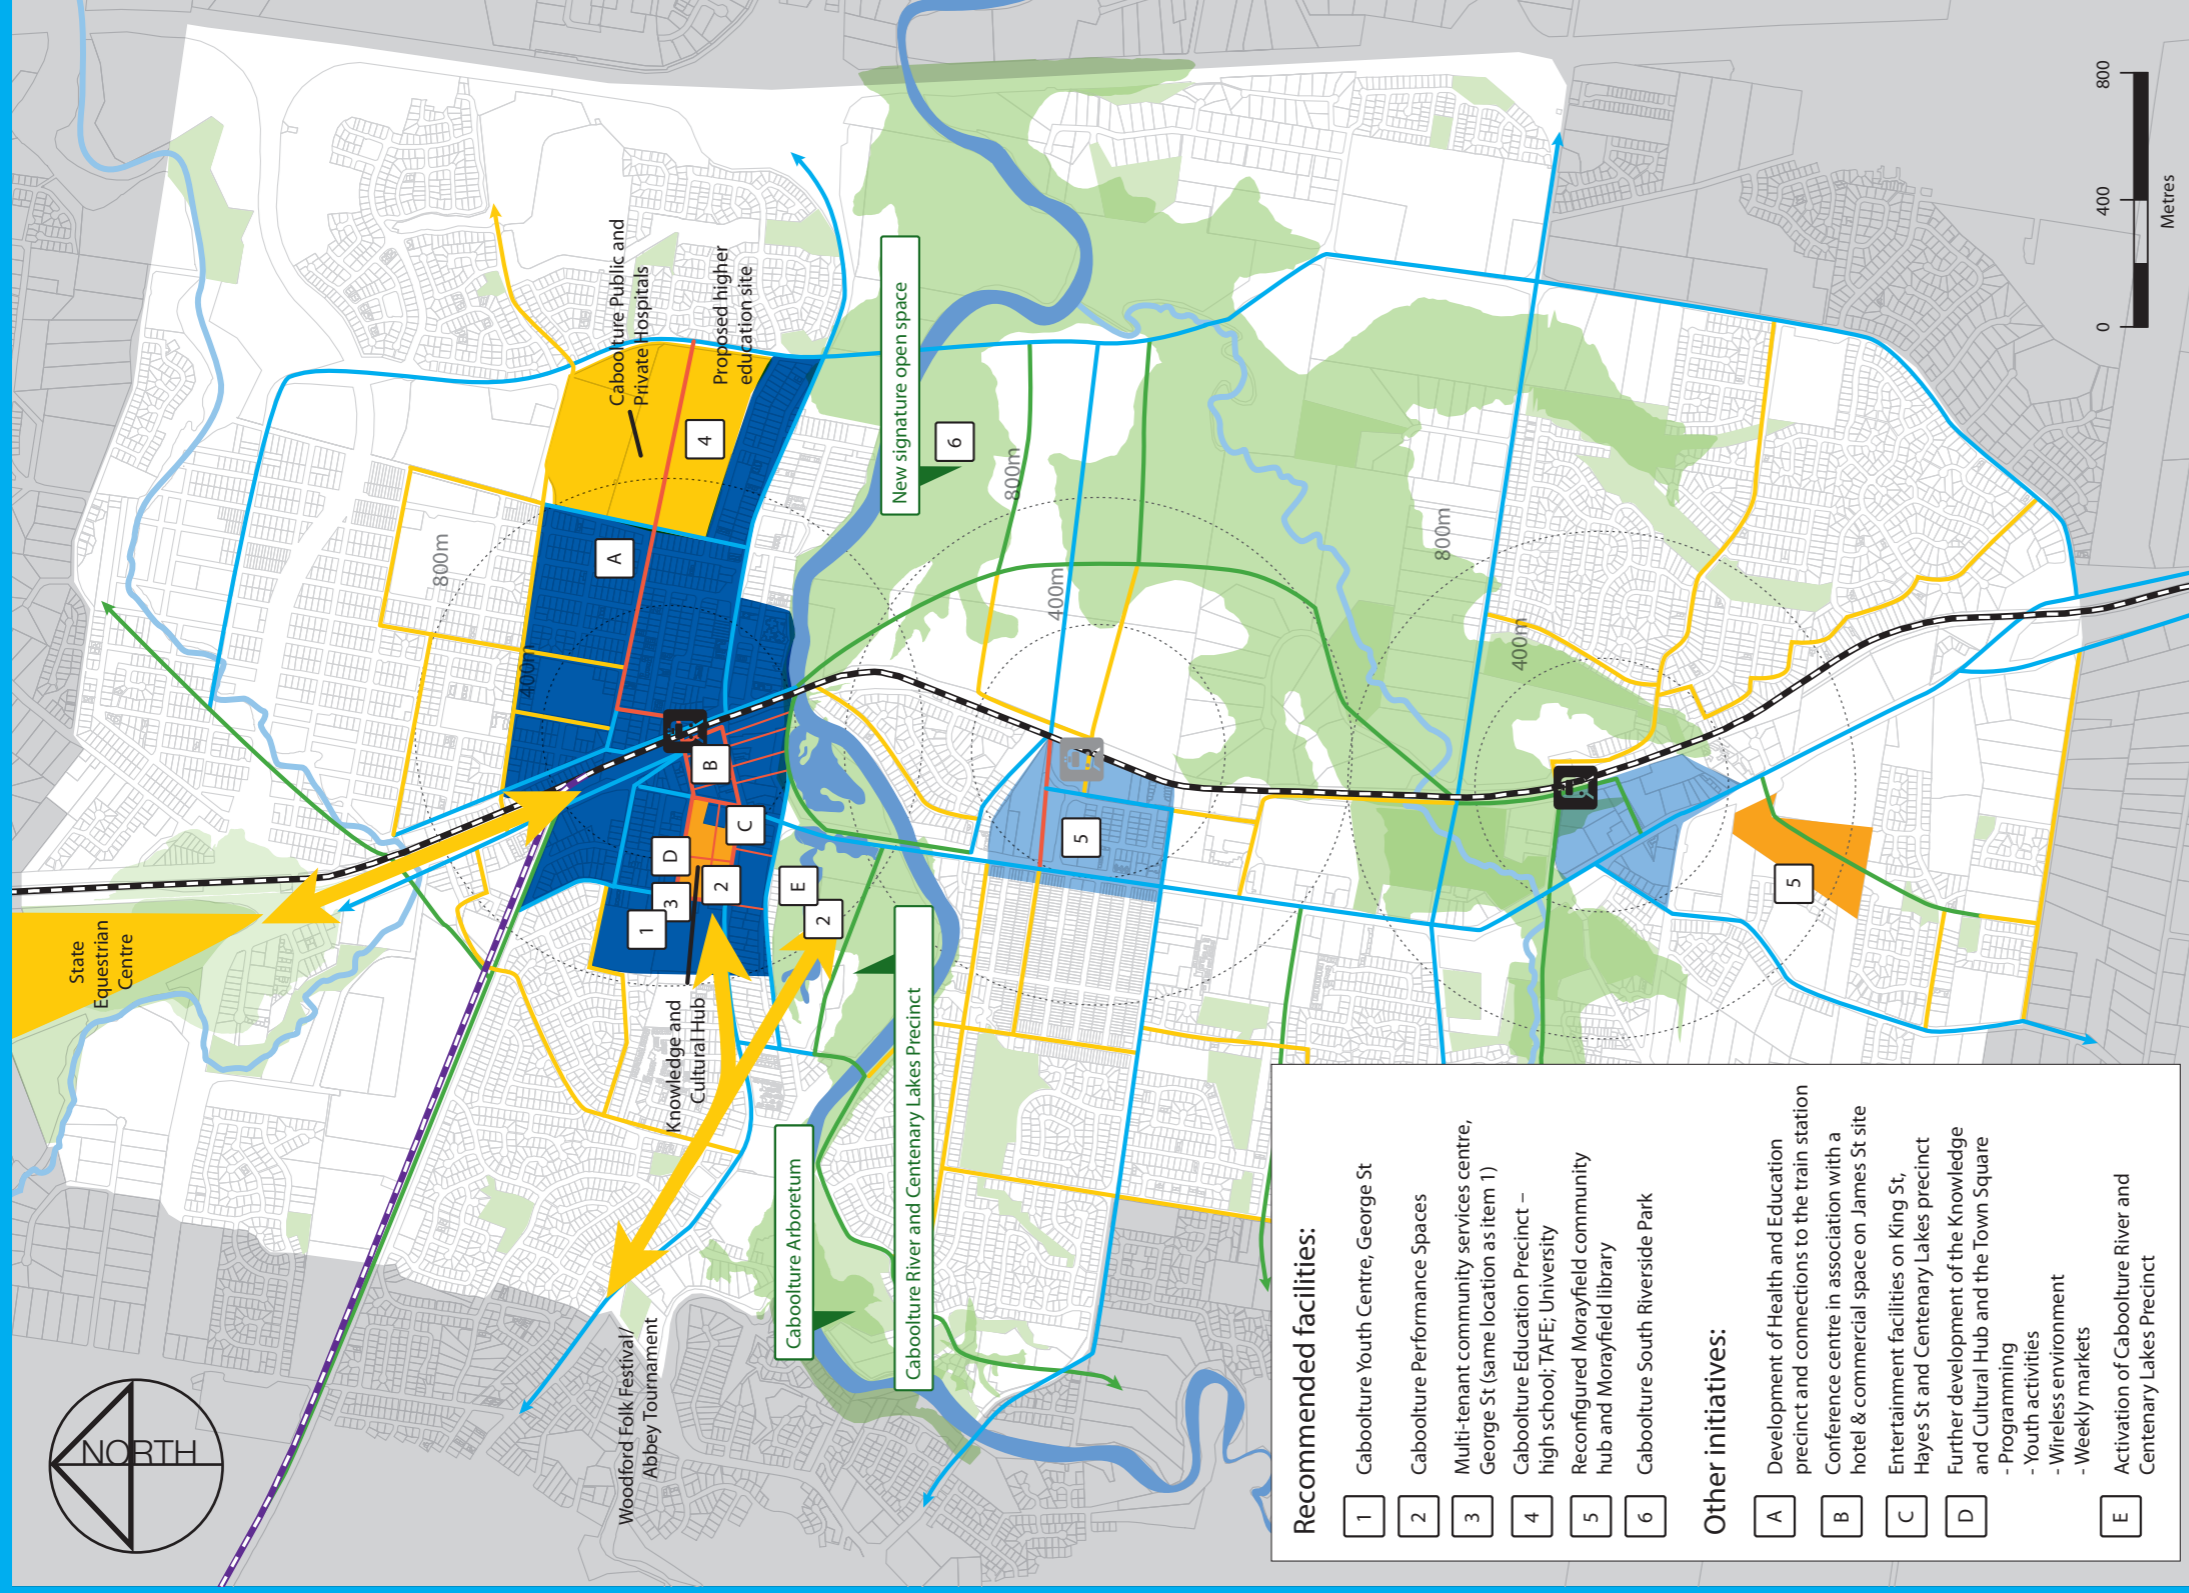 NORTH
State
Equestrian
Centre
Woodford Folk Festival/
Abbey Tournament
Knowledge and
Cultural Hub
Caboolture Public and
Private Hospitals
Proposed higher
education site
Caboolture Arboretum
Caboolture River and Centenary Lakes Precinct
New signature open space
800m
400m
800m
400m
800m
400m
A
B
C
D
E
1
2
3
2
4
5
5
6
Recommended facilities:
1 Caboolture Youth Centre, George St
2 Caboolture Performance Spaces
3 Multi-tenant community services centre,
George St (same location as item 1)
4 Caboolture Education Precinct –
high school; TAFE; University
5 Reconfigured Morayfield community
hub and Morayfield library
6 Caboolture South Riverside Park
Other initiatives:
A Development of Health and Education
precinct and connections to the train station
B Conference centre in association with a
hotel & commercial space on James St site
C Entertainment facilities on King St,
Hayes St and Centenary Lakes precinct
D Further development of the Knowledge
and Cultural Hub and the Town Square
- Programming
- Youth activities
- Wireless environment
- Weekly markets
E Activation of Caboolture River and
Centenary Lakes Precinct
0 400 800
Metres